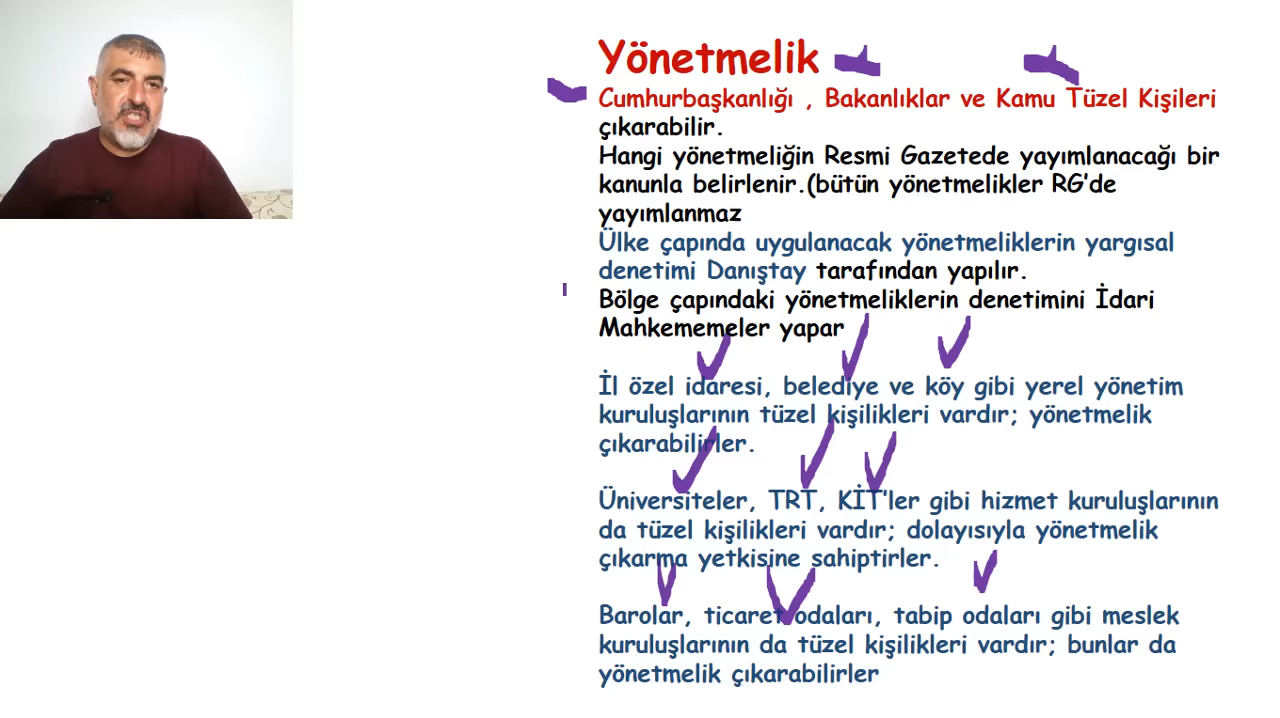 Yönetmelik
Cumhurbaşkanlığı , Bakanlıklar ve Kamu Tüzel Kişileri
çıkarabilir.
Hangi yönetmeliğin Resmi Gazetede yayımlanacağı bir
kanunla belirlenir.(bütün yönetmelikler RG’de
yayımlanmaz
Ülke çapında uygulanacak yönetmeliklerin yargısal
denetimi Danıştay tarafından yapılır.
Bölge çapındaki yönetmeliklerin denetimini İdari
Mahkememeler yapar
İl özel idaresi, belediye ve köy gibi yerel yönetim
kuruluşlarının tüzel kişilikleri vardır; yönetmelik
çıkarabilirler.
Üniversiteler, TRT, KİT’ler gibi hizmet kuruluşlarının
da tüzel kişilikleri vardır; dolayısıyla yönetmelik
çıkarma yetkisine sahiptirler.
Barolar, ticaret odaları, tabip odaları gibi meslek
kuruluşlarının da tüzel kişilikleri vardır; bunlar da
yönetmelik çıkarabilirler